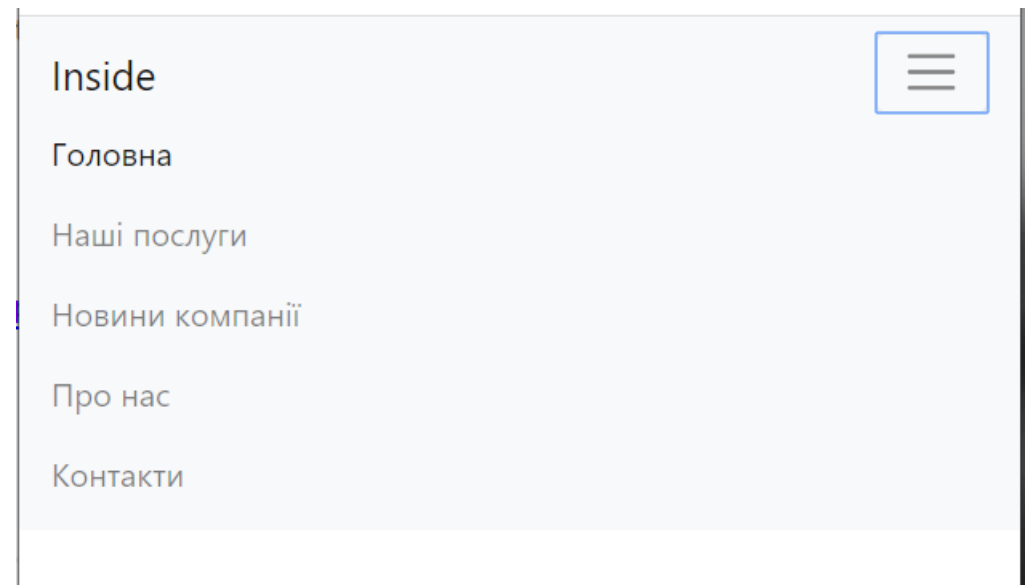 Inside
Головна
Наші послуги
Новини компанії
Про нас
Контакти